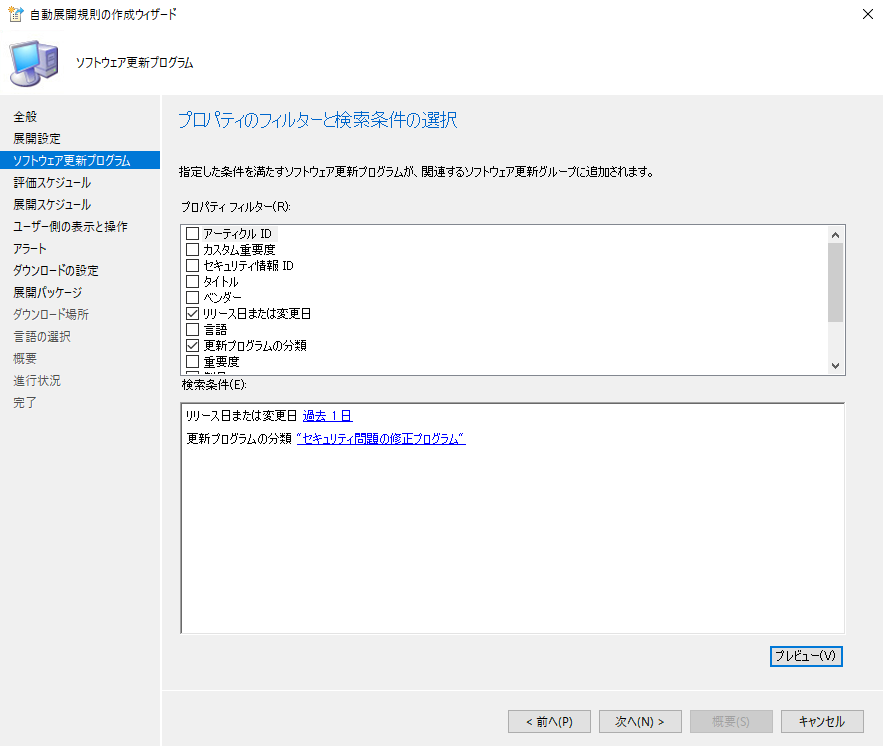 自動展開規則の作成ウィザード
ソフトウェア更新プログラム
全般
展開設定
ソフトウェア更新プログラム
評価スケジュール
展開スケジュール
ユーザー側の表示と操作
アラート
ダウンロードの設定
展開パッケージ
ダウンロード場所
言語の選択
概要
進行状況
完了
プロパティのフィルターと検索条件の選択
指定した条件を満たすソフトウェア更新プログラムが、関連するソフトウェア更新グループに追加されます。
プロパティ フィルター(R):
アーティクル ID
カスタム重要度
セキュリティ情報 ID
タイトル
ベンダー
リリース日または変更日
言語
更新プログラムの分類
重要度
検索条件(E):
リリース日または変更日 過去 1 日
更新プログラムの分類 "セキュリティ問題の修正プログラム"
プレビュー(V)
< 前へ(P)
次へ(N) >
概要(S)
キャンセル